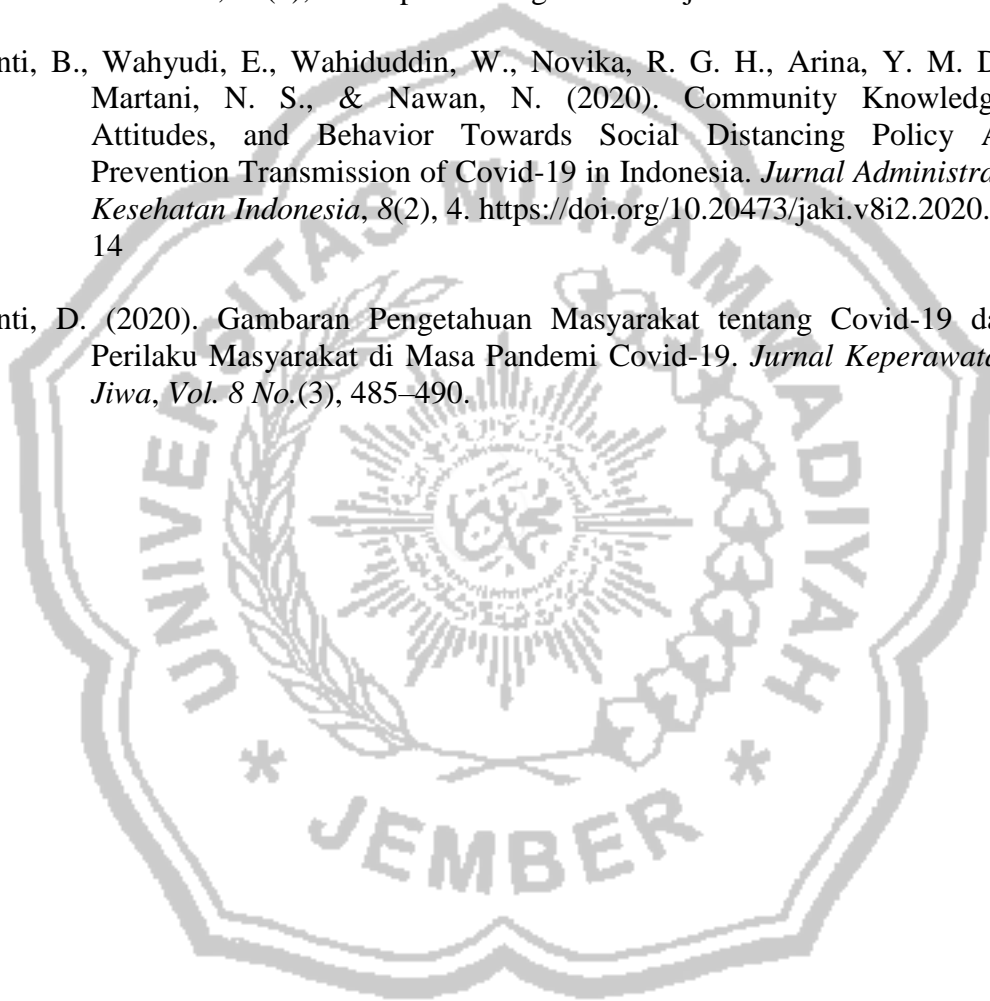 nti, B., Wahyudi, E., Wahiduddin, W., Novika, R. G. H., Arina, Y. M. D
Martani, N. S., & Nawan, N. (2020). Community Knowledg
Attitudes, and Behavior Towards Social Distancing Policy A
Prevention Transmission of Covid-19 in Indonesia. Jurnal Administra
Kesehatan Indonesia, 8(2), 4. https://doi.org/10.20473/jaki.v8i2.2020.
14
nti, D. (2020). Gambaran Pengetahuan Masyarakat tentang Covid-19 da
Perilaku Masyarakat di Masa Pandemi Covid-19. Jurnal Keperawata
Jiwa, Vol. 8 No.(3), 485–490.
UNIVERSITAS MUHAMMADIYAH
* JEMBER *